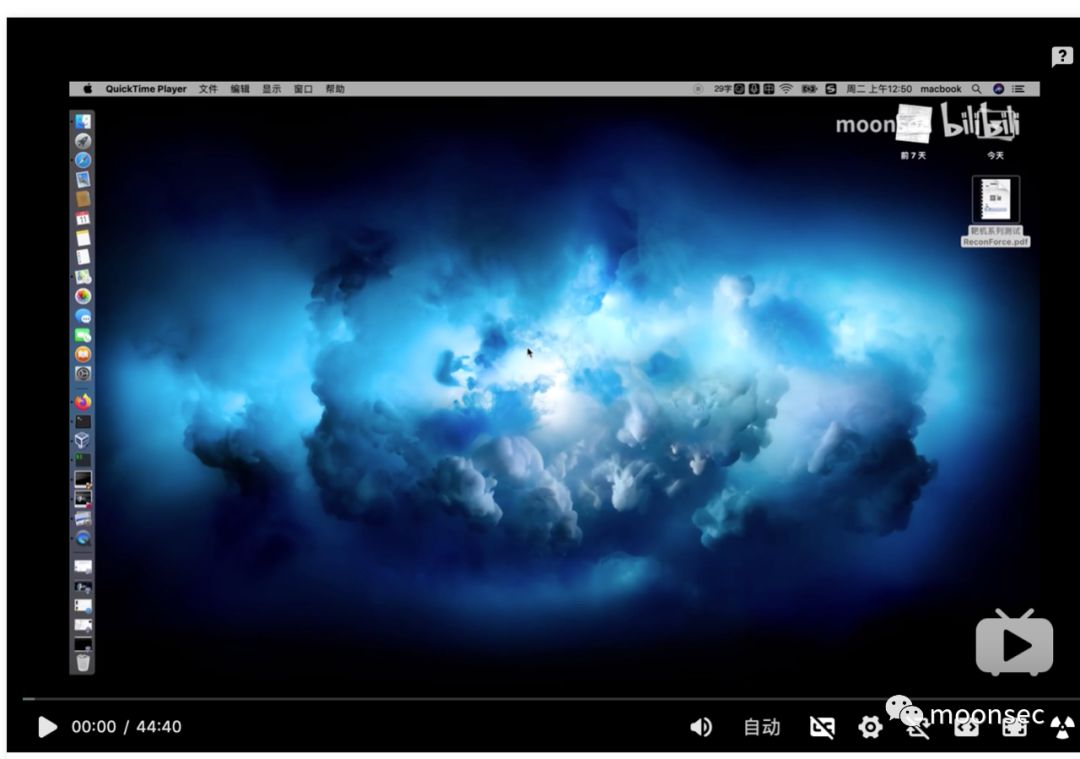 QuickTime Player 文件 编辑 显示 窗口 帮助 29字 周二 上午12:50 macbook
moon bilibili
前 7 天 今天
靶机系列测试
ReconForce.pdf
00:00 / 44:40 自动 moonsec